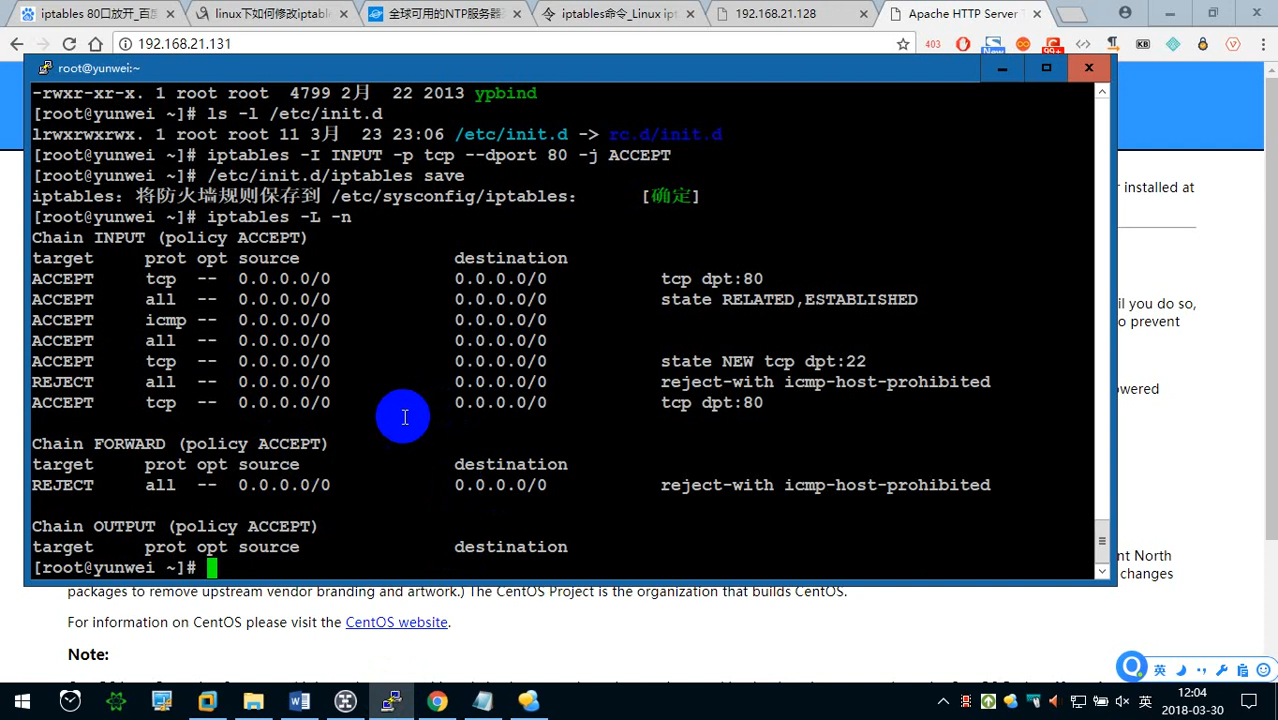 iptables 80口放开_百度
linux下如何修改iptabl
全球可用的NTP服务器列
iptables命令_Linux ipt
192.168.21.128
Apache HTTP Server T
192.168.21.131
403
New
99+
KB
root@yunwei:~
-rwxr-xr-x. 1 root root  4799 2月  22 2013 ypbind
[root@yunwei ~]# ls -l /etc/init.d
lrwxrwxrwx. 1 root root 11 3月  23 23:06 /etc/init.d -> rc.d/init.d
[root@yunwei ~]# iptables -I INPUT -p tcp --dport 80 -j ACCEPT
[root@yunwei ~]# /etc/init.d/iptables save
iptables：将防火墙规则保存到 /etc/sysconfig/iptables：      [确定]
[root@yunwei ~]# iptables -L -n
Chain INPUT (policy ACCEPT)
target     prot opt source               destination
ACCEPT     tcp  --  0.0.0.0/0            0.0.0.0/0           tcp dpt:80
ACCEPT     all  --  0.0.0.0/0            0.0.0.0/0           state RELATED,ESTABLISHED
ACCEPT     icmp --  0.0.0.0/0            0.0.0.0/0
ACCEPT     all  --  0.0.0.0/0            0.0.0.0/0
ACCEPT     tcp  --  0.0.0.0/0            0.0.0.0/0           state NEW tcp dpt:22
REJECT     all  --  0.0.0.0/0            0.0.0.0/0           reject-with icmp-host-prohibited
ACCEPT     tcp  --  0.0.0.0/0            0.0.0.0/0           tcp dpt:80
Chain FORWARD (policy ACCEPT)
target     prot opt source               destination
REJECT     all  --  0.0.0.0/0            0.0.0.0/0           reject-with icmp-host-prohibited
Chain OUTPUT (policy ACCEPT)
target     prot opt source               destination
[root@yunwei ~]#
installed at
il you do so,
o prevent
owered
nt North
changes
packages to remove upstream vendor branding and artwork.) The CentOS Project is the organization that builds CentOS.
For information on CentOS please visit the CentOS website.
Note:
英
英
12:04
2018-03-30